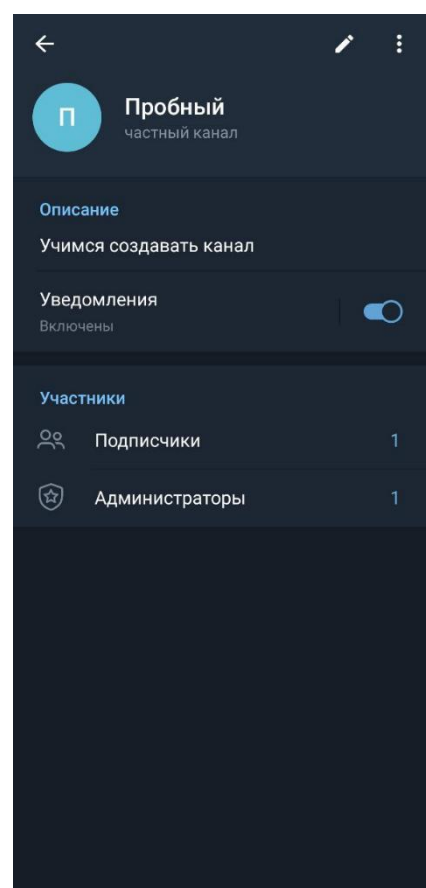 П
Пробный
частный канал
Описание
Учимся создавать канал
Уведомления
Включены
Участники
Подписчики 1
Администраторы 1